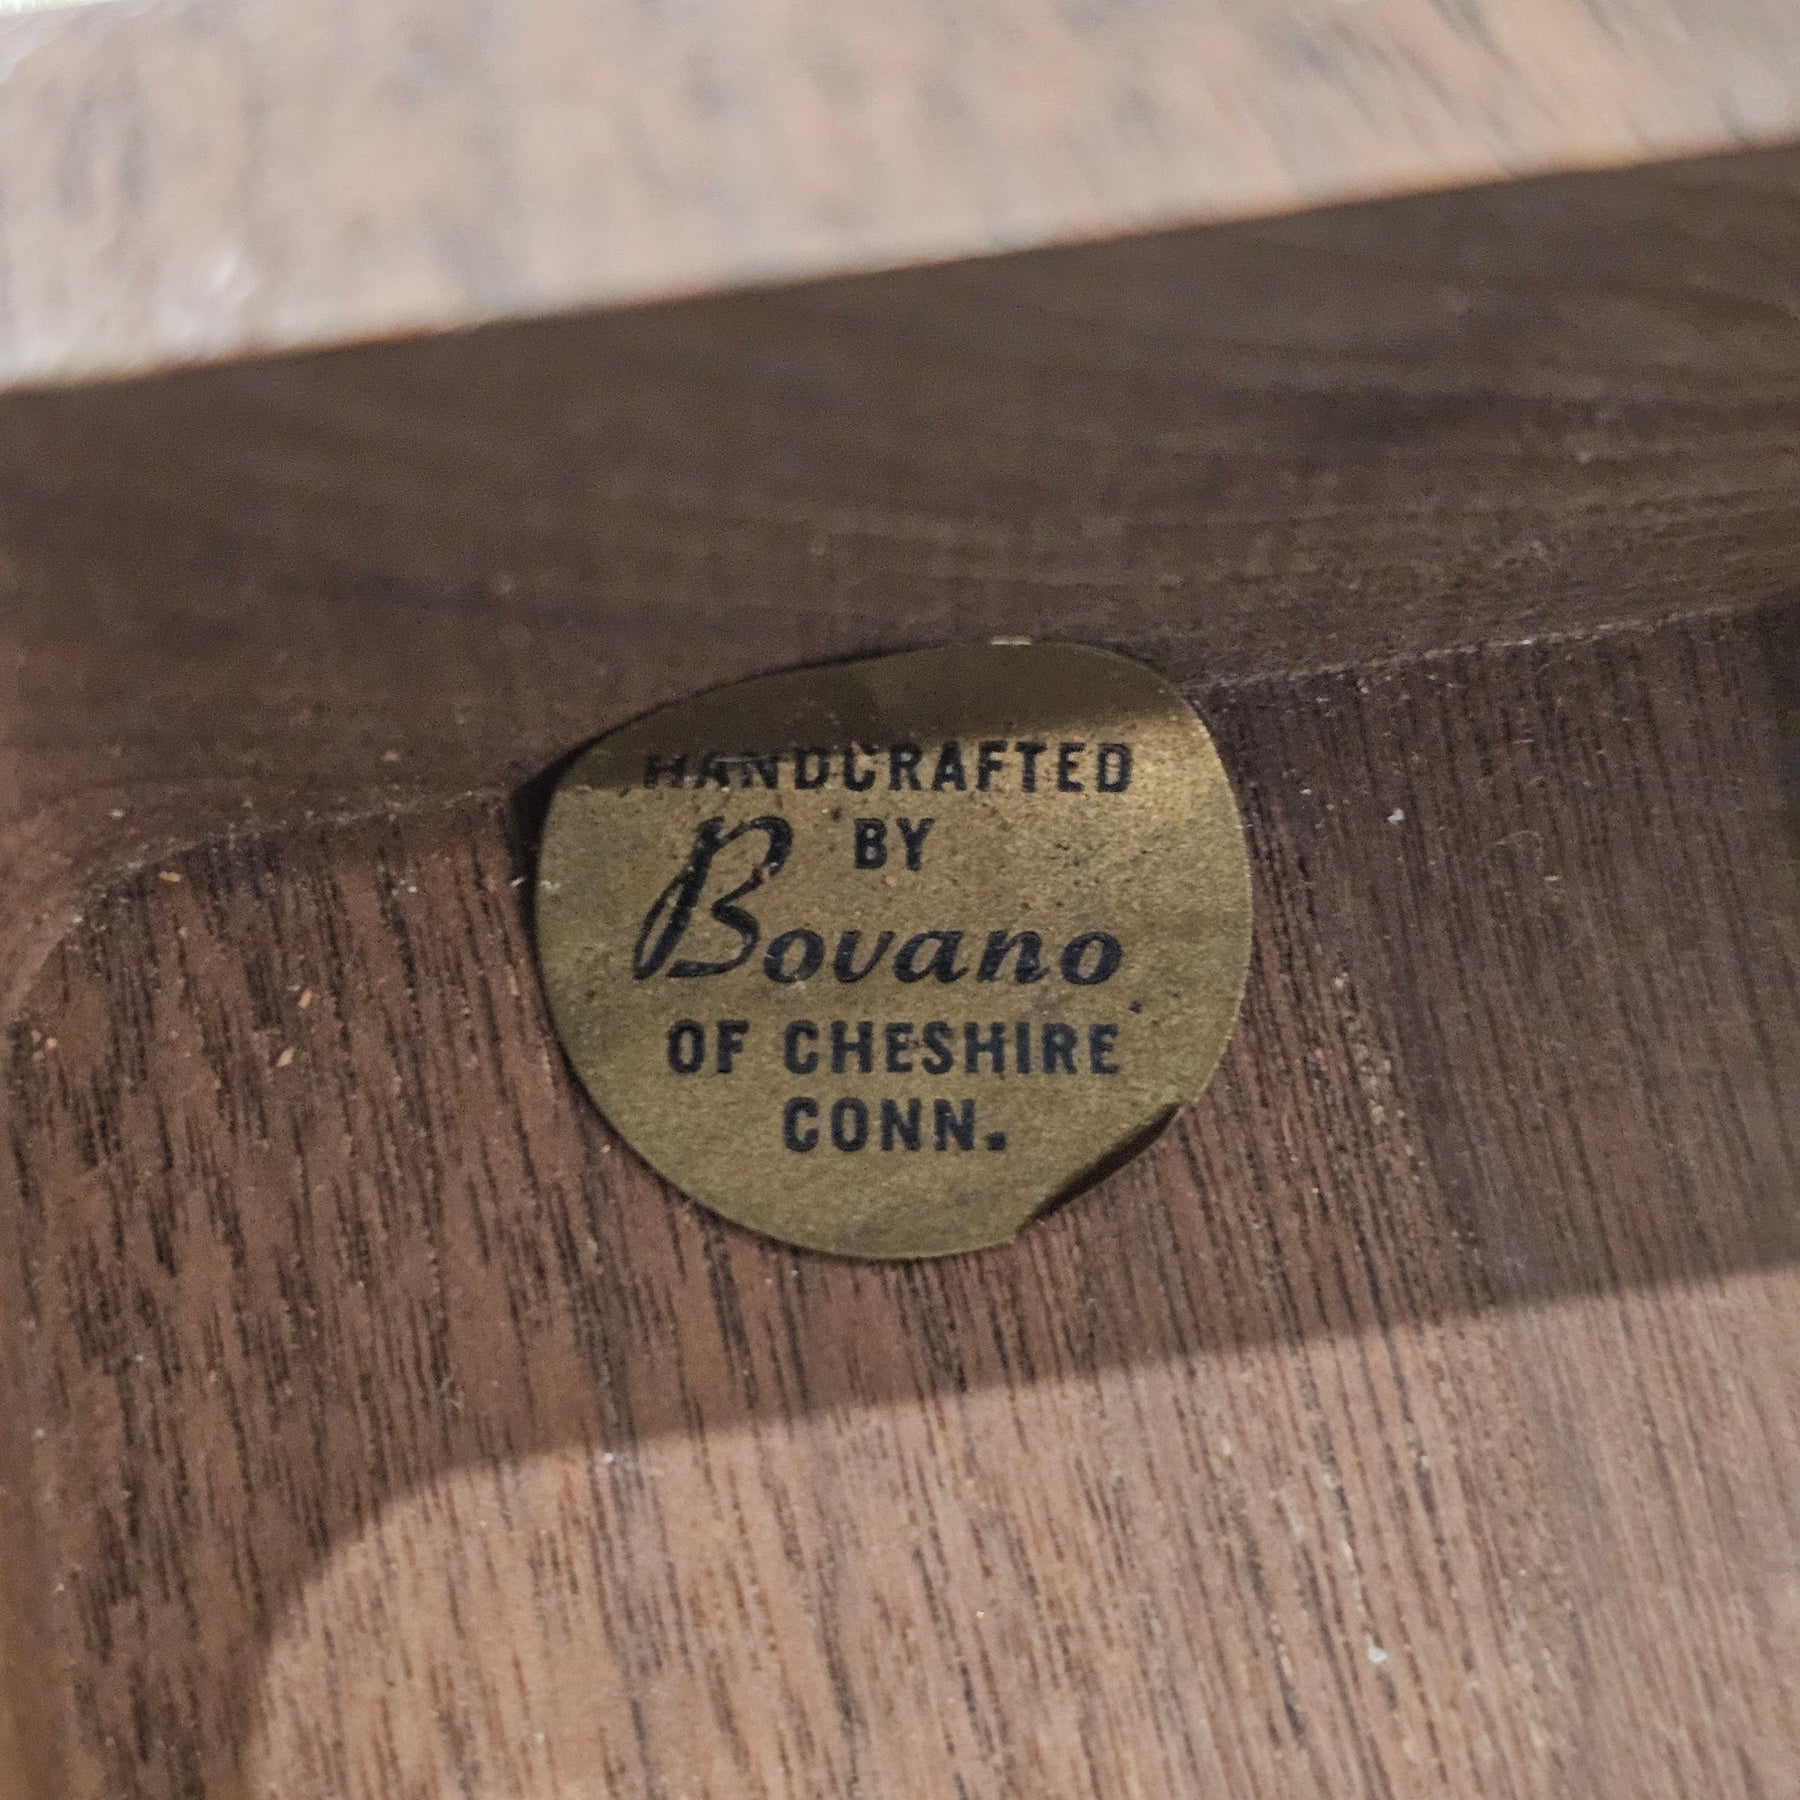 HANDCRAFTED
BY
Bovano
OF CHESHIRE
CONN.